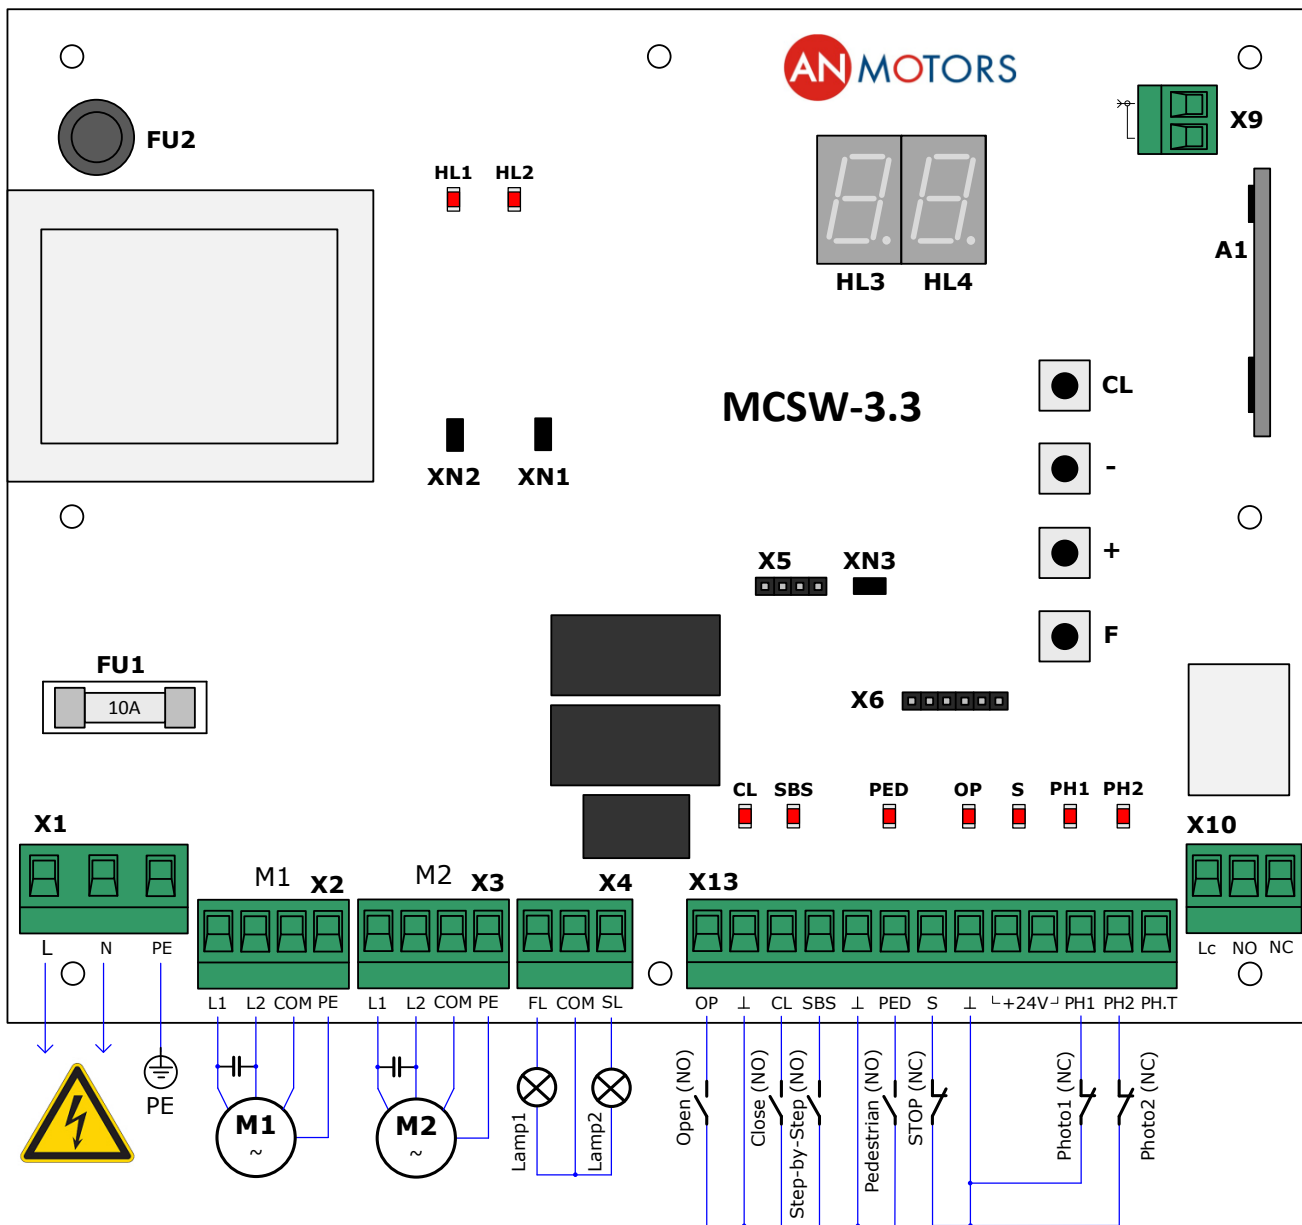 AN MOTORS
X9
FU2
HL1 HL2
A1
HL3 HL4
CL
MCSW-3.3
-
XN2 XN1
+
X5 XN3
F
FU1
10A
X6
CL SBS PED OP S PH1 PH2
X1
X10
M1 X2 M2 X3 X4 X13
L N PE
Lc NO NC
L1 L2 COM PE L1 L2 COM PE FL COM SL OP ⊥ CL SBS ⊥ PED S ⊥ └+24V┘ PH1 PH2 PH.T
PE
M1
~
M2
~
Lamp1
Lamp2
Open (NO)
Close (NO)
Step-by-Step (NO)
Pedestrian (NO)
STOP (NC)
Photo1 (NC)
Photo2 (NC)